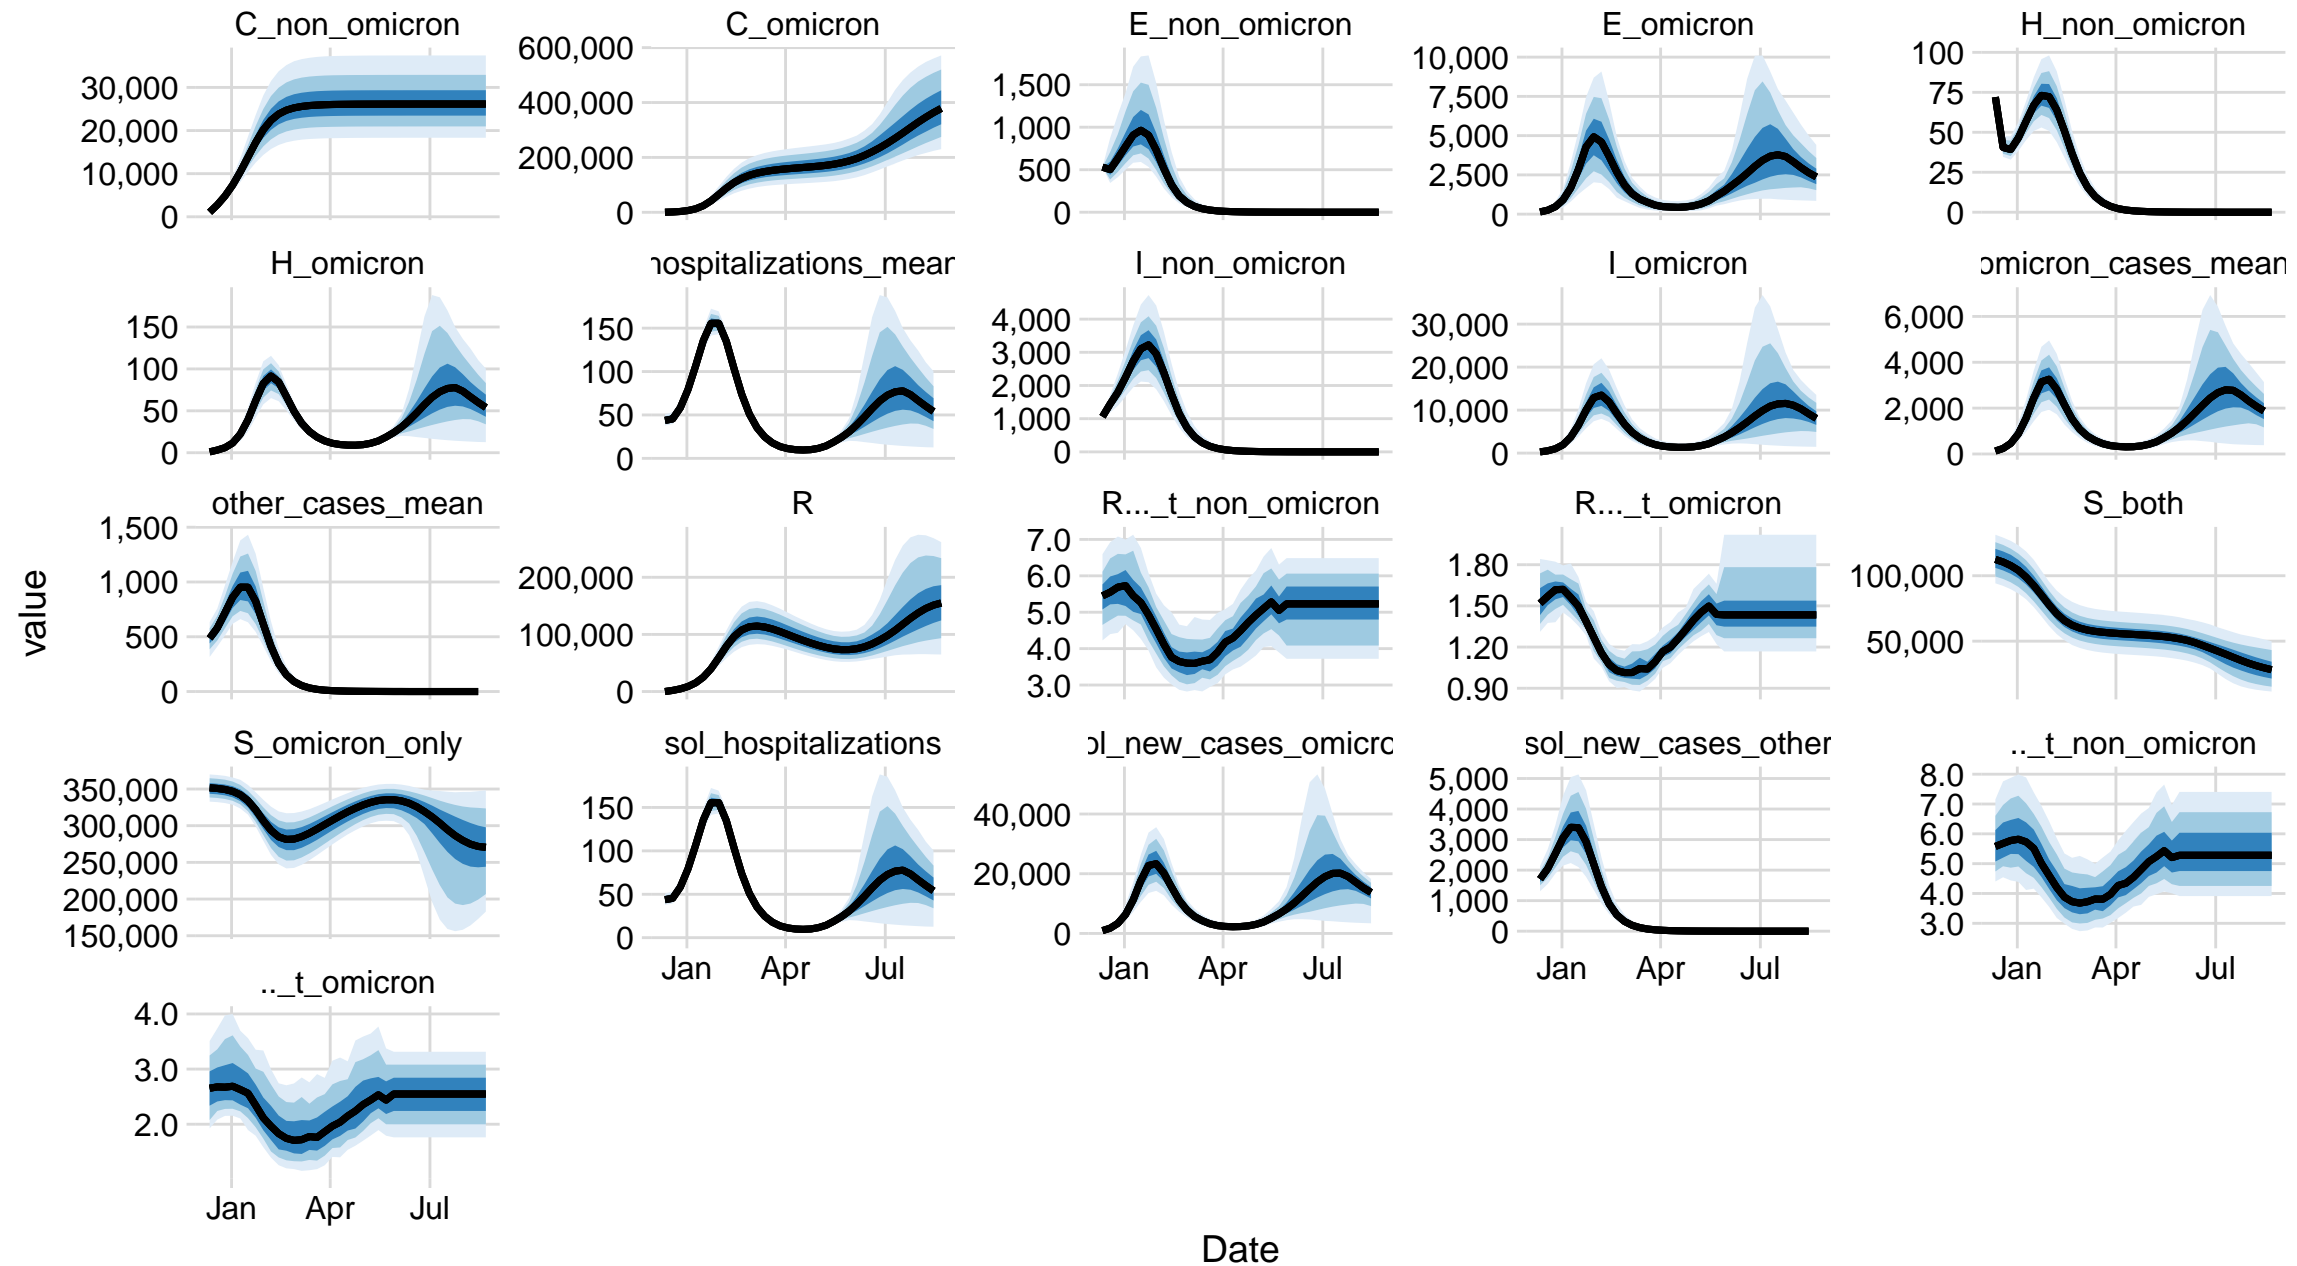 C_non_omicron C_omicron E_non_omicron E_omicron H_non_omicron
30,000 20,000 10,000 0
600,000 400,000 200,000 0
1,500 1,000 500 0
10,000 7,500 5,000 2,500 0
100 75 50 25 0
H_omicron hospitalizations_mean I_non_omicron I_omicron omicron_cases_mean
150 100 50 0
150 100 50 0
4,000 3,000 2,000 1,000 0
30,000 20,000 10,000 0
6,000 4,000 2,000 0
other_cases_mean R R..._t_non_omicron R..._t_omicron S_both
1,500 1,000 500 0
200,000 100,000 0
7.0 6.0 5.0 4.0 3.0
1.80 1.50 1.20 0.90
100,000 50,000
value
S_omicron_only sol_hospitalizations ol_new_cases_omicro sol_new_cases_other .._t_non_omicron
350,000 300,000 250,000 200,000 150,000
150 100 50 0
40,000 20,000 0
5,000 4,000 3,000 2,000 1,000 0
8.0 7.0 6.0 5.0 4.0 3.0
Jan Apr Jul Jan Apr Jul Jan Apr Jul Jan Apr Jul
.._t_omicron
4.0 3.0 2.0
Jan Apr Jul
Date